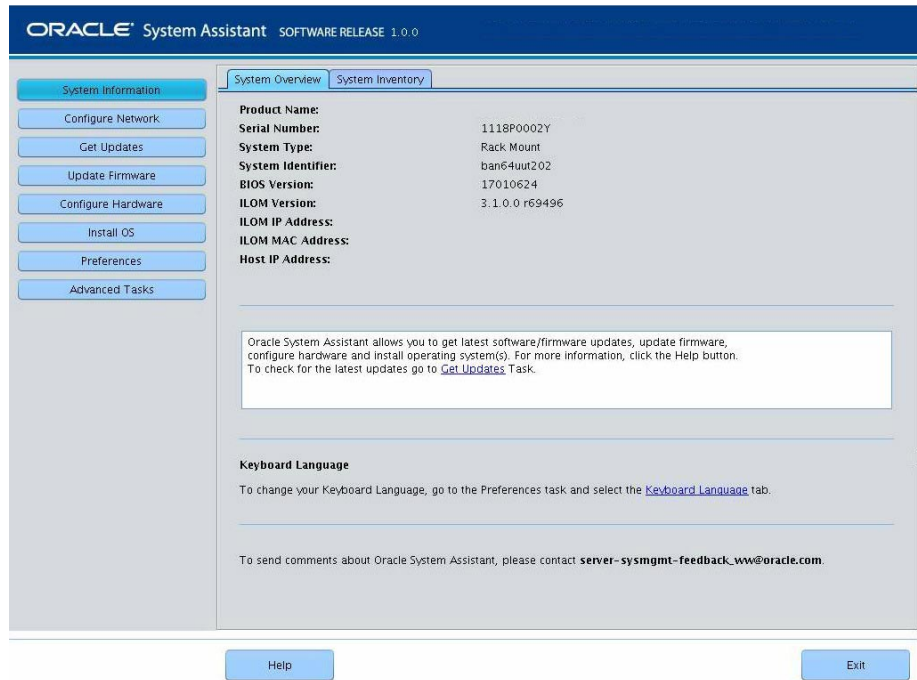 ORACLE System Assistant SOFTWARE RELEASE 1.0.0
System Information
Configure Network
Get Updates
Update Firmware
Configure Hardware
Install OS
Preferences
Advanced Tasks
System Overview System Inventory
Product Name:
Serial Number: 1118P0002Y
System Type: Rack Mount
System Identifier: ban64uut202
BIOS Version: 17010624
ILOM Version: 3.1.0.0 r69496
ILOM IP Address:
ILOM MAC Address:
Host IP Address:
Oracle System Assistant allows you to get latest software/firmware updates, update firmware,
configure hardware and install operating system(s). For more information, click the Help button.
To check for the latest updates go to Get Updates Task.
Keyboard Language
To change your Keyboard Language, go to the Preferences task and select the Keyboard Language tab.
To send comments about Oracle System Assistant, please contact server-sysmgmt-feedback_ww@oracle.com.
Help Exit